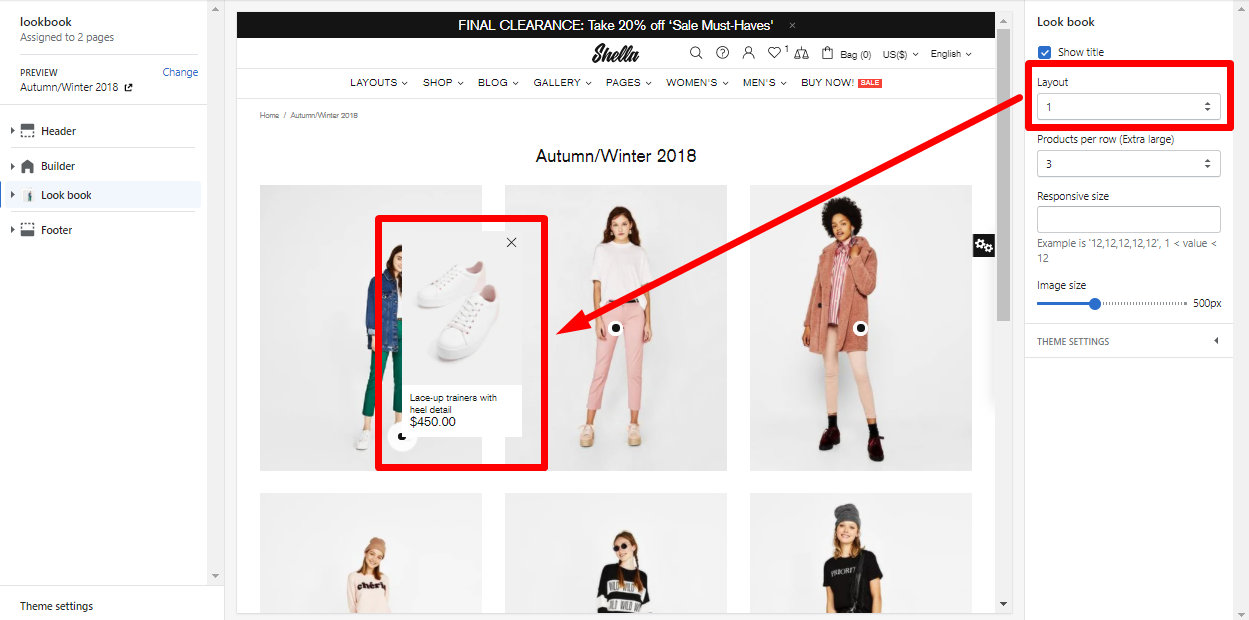 lookbook
Assigned to 2 pages
PREVIEW
Change
Autumn/Winter 2018
Header
Builder
Look book
Footer
Theme settings
FINAL CLEARANCE: Take 20% off ‘Sale Must-Haves’ ×
Shella
1
Bag (0)
US($)
English
LAYOUTS
SHOP
BLOG
GALLERY
PAGES
WOMEN'S
MEN'S
BUY NOW!
SALE
Home / Autumn/Winter 2018
Autumn/Winter 2018
Lace-up trainers with
heel detail
$450.00
chérie
WILD WILD
Look book
Show title
Layout
1
Products per row (Extra large)
3
Responsive size
Example is '12,12,12,12,12', 1 < value <
12
Image size
500px
THEME SETTINGS